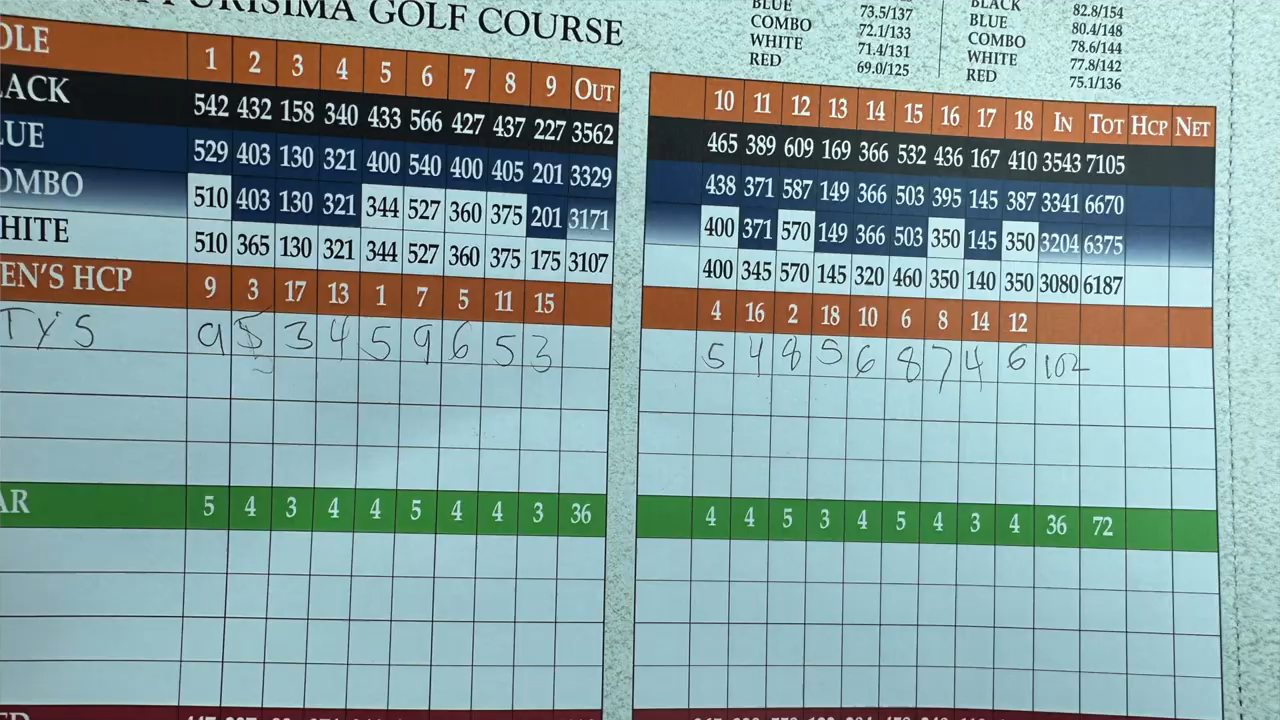 PURISIMA GOLF COURSE
BLUE 73.5/137
COMBO 72.1/133
WHITE 71.4/131
RED 69.0/125
BLACK 82.8/154
BLUE 80.4/148
COMBO 78.6/144
WHITE 77.8/142
RED 75.1/136
OLE 1 2 3 4 5 6 7 8 9 OUT 10 11 12 13 14 15 16 17 18 IN TOT HCP NET
ACK 542 432 158 340 433 566 427 437 227 3562 465 389 609 169 366 532 436 167 410 3543 7105
LUE 529 403 130 321 400 540 400 405 201 3329 438 371 587 149 366 503 395 145 387 3341 6670
OMBO 510 403 130 321 344 527 360 375 201 3171 400 371 570 149 366 503 350 145 350 3204 6375
HITE 510 365 130 321 344 527 360 375 175 3107 400 345 570 145 320 460 350 140 350 3080 6187
EN'S HCP 9 3 17 13 1 7 5 11 15 4 16 2 18 10 6 8 14 12
TYS 9 5 3 4 5 9 6 5 3 5 4 8 5 6 8 7 4 6 102
AR 5 4 3 4 4 5 4 4 3 36 4 4 5 3 4 5 4 3 4 36 72